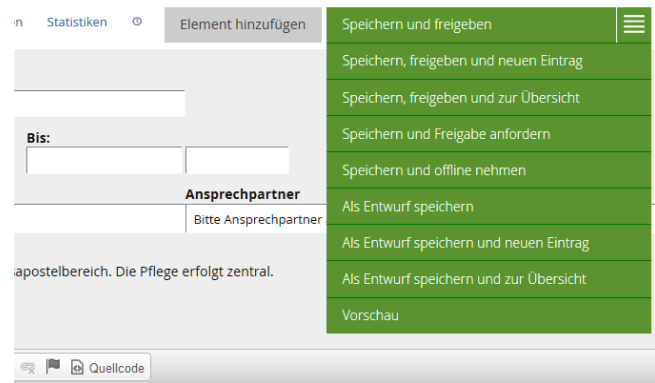 en Statistiken Element hinzufügen Speichern und freigeben
Speichern, freigeben und neuen Eintrag
Speichern, freigeben und zur Übersicht
Bis: Speichern und Freigabe anfordern
Speichern und offline nehmen
Ansprechpartner Als Entwurf speichern
Bitte Ansprechpartner
Als Entwurf speichern und neuen Eintrag
sapostelbereich. Die Pflege erfolgt zentral. Als Entwurf speichern und zur Übersicht
Vorschau
Quellcode